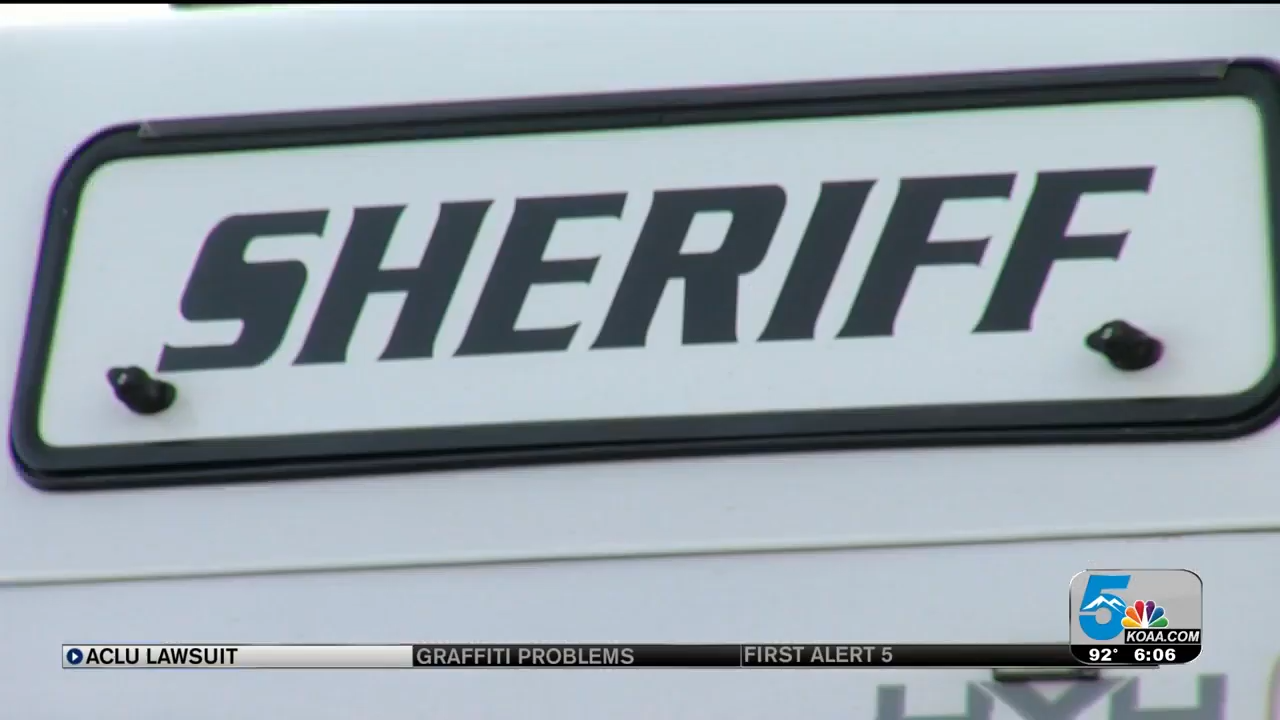 SHERIFF
5
KOAA.COM
92° 6:06
ACLU LAWSUIT
GRAFFITI PROBLEMS
FIRST ALERT 5